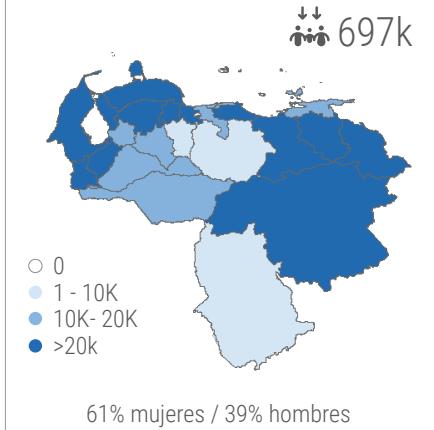 697k
0
1 - 10K
10K- 20K
>20k
61% mujeres / 39% hombres